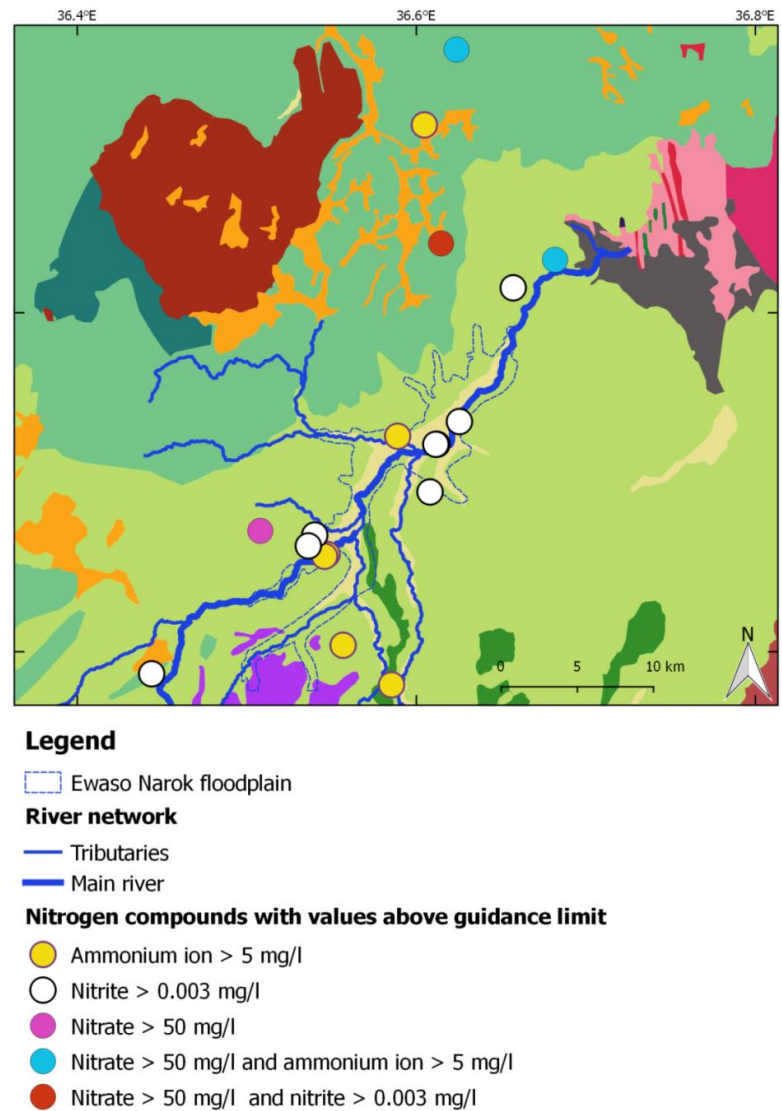 36.4°E 36.6°E 36.8°E
N
0 5 10 km
Legend
Ewaso Narok floodplain
River network
Tributaries
Main river
Nitrogen compounds with values above guidance limit
Ammonium ion > 5 mg/l
Nitrite > 0.003 mg/l
Nitrate > 50 mg/l
Nitrate > 50 mg/l and ammonium ion > 5 mg/l
Nitrate > 50 mg/l and nitrite > 0.003 mg/l